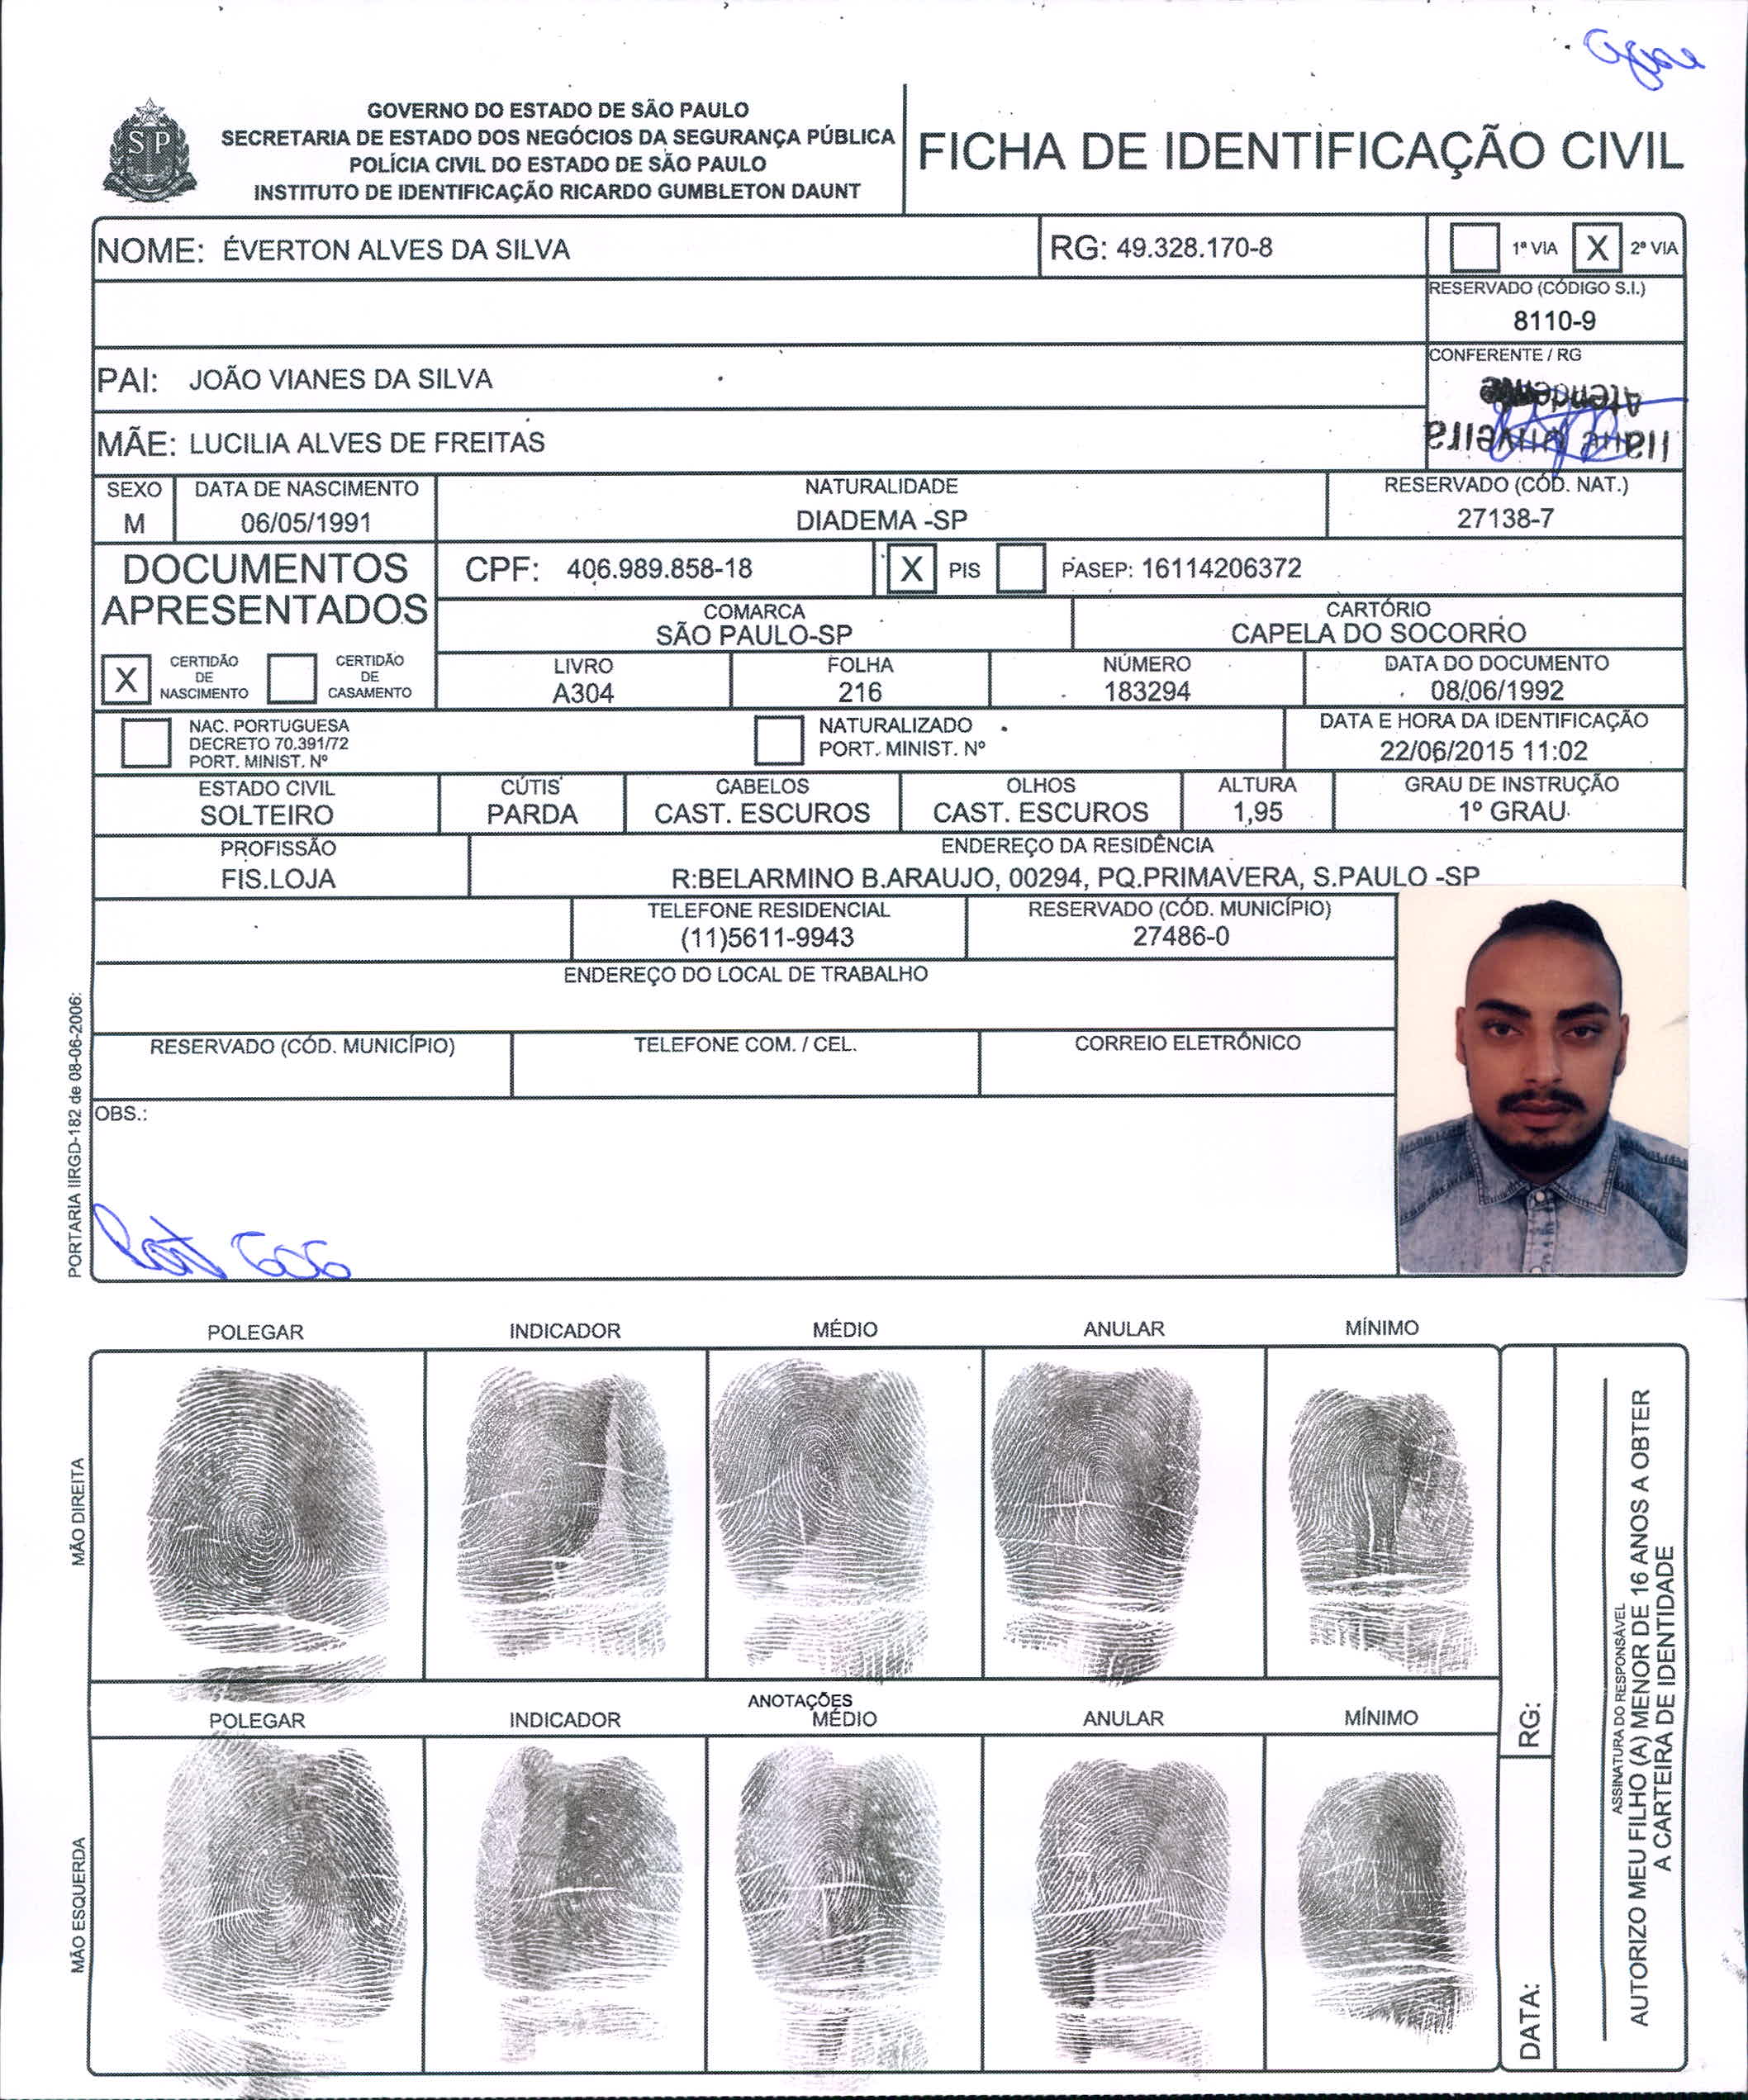 GOVERNO DO ESTADO DE SÃO PAULO
SECRETARIA DE ESTADO DOS NEGÓCIOS DA SEGURANÇA PÚBLICA
POLÍCIA CIVIL DO ESTADO DE SÃO PAULO
INSTITUTO DE IDENTIFICAÇÃO RICARDO GUMBLETON DAUNT
SP
FICHA DE IDENTIFICAÇÃO CIVIL
NOME: ÉVERTON ALVES DA SILVA
RG: 49.328.170-8
1ª VIA X 2ª VIA
RESERVADO (CÓDIGO S.I.)
8110-9
CONFERENTE / RG
Atendente
PAI: JOÃO VIANES DA SILVA
MÃE: LUCILIA ALVES DE FREITAS
SEXO
M
DATA DE NASCIMENTO
06/05/1991
NATURALIDADE
DIADEMA -SP
RESERVADO (CÓD. NAT.)
27138-7
DOCUMENTOS
APRESENTADOS
X CERTIDÃO
DE
NASCIMENTO
CERTIDÃO
DE
CASAMENTO
CPF: 406.989.858-18
X PIS
PASEP: 16114206372
COMARCA
SÃO PAULO-SP
CARTÓRIO
CAPELA DO SOCORRO
LIVRO
A304
FOLHA
216
NÚMERO
183294
DATA DO DOCUMENTO
08/06/1992
NAC. PORTUGUESA
DECRETO 70.391/72
PORT. MINIST. Nº
NATURALIZADO
PORT. MINIST. Nº
DATA E HORA DA IDENTIFICAÇÃO
22/06/2015 11:02
ESTADO CIVIL
SOLTEIRO
CÚTIS
PARDA
CABELOS
CAST. ESCUROS
OLHOS
CAST. ESCUROS
ALTURA
1,95
GRAU DE INSTRUÇÃO
1º GRAU
PROFISSÃO
FIS.LOJA
ENDEREÇO DA RESIDÊNCIA
R:BELARMINO B.ARAUJO, 00294, PQ.PRIMAVERA, S.PAULO -SP
TELEFONE RESIDENCIAL
(11)5611-9943
RESERVADO (CÓD. MUNICÍPIO)
27486-0
ENDEREÇO DO LOCAL DE TRABALHO
RESERVADO (CÓD. MUNICÍPIO)
TELEFONE COM. / CEL.
CORREIO ELETRÔNICO
OBS.:
PORTARIA IIRGD-182 de 08-06-2006:
POLEGAR
INDICADOR
MÉDIO
ANULAR
MÍNIMO
MÃO DIREITA
ANOTAÇÕES
POLEGAR
INDICADOR
MÉDIO
ANULAR
MÍNIMO
MÃO ESQUERDA
RG:
DATA:
ASSINATURA DO RESPONSÁVEL
AUTORIZO MEU FILHO (A) MENOR DE 16 ANOS A OBTER
A CARTEIRA DE IDENTIDADE